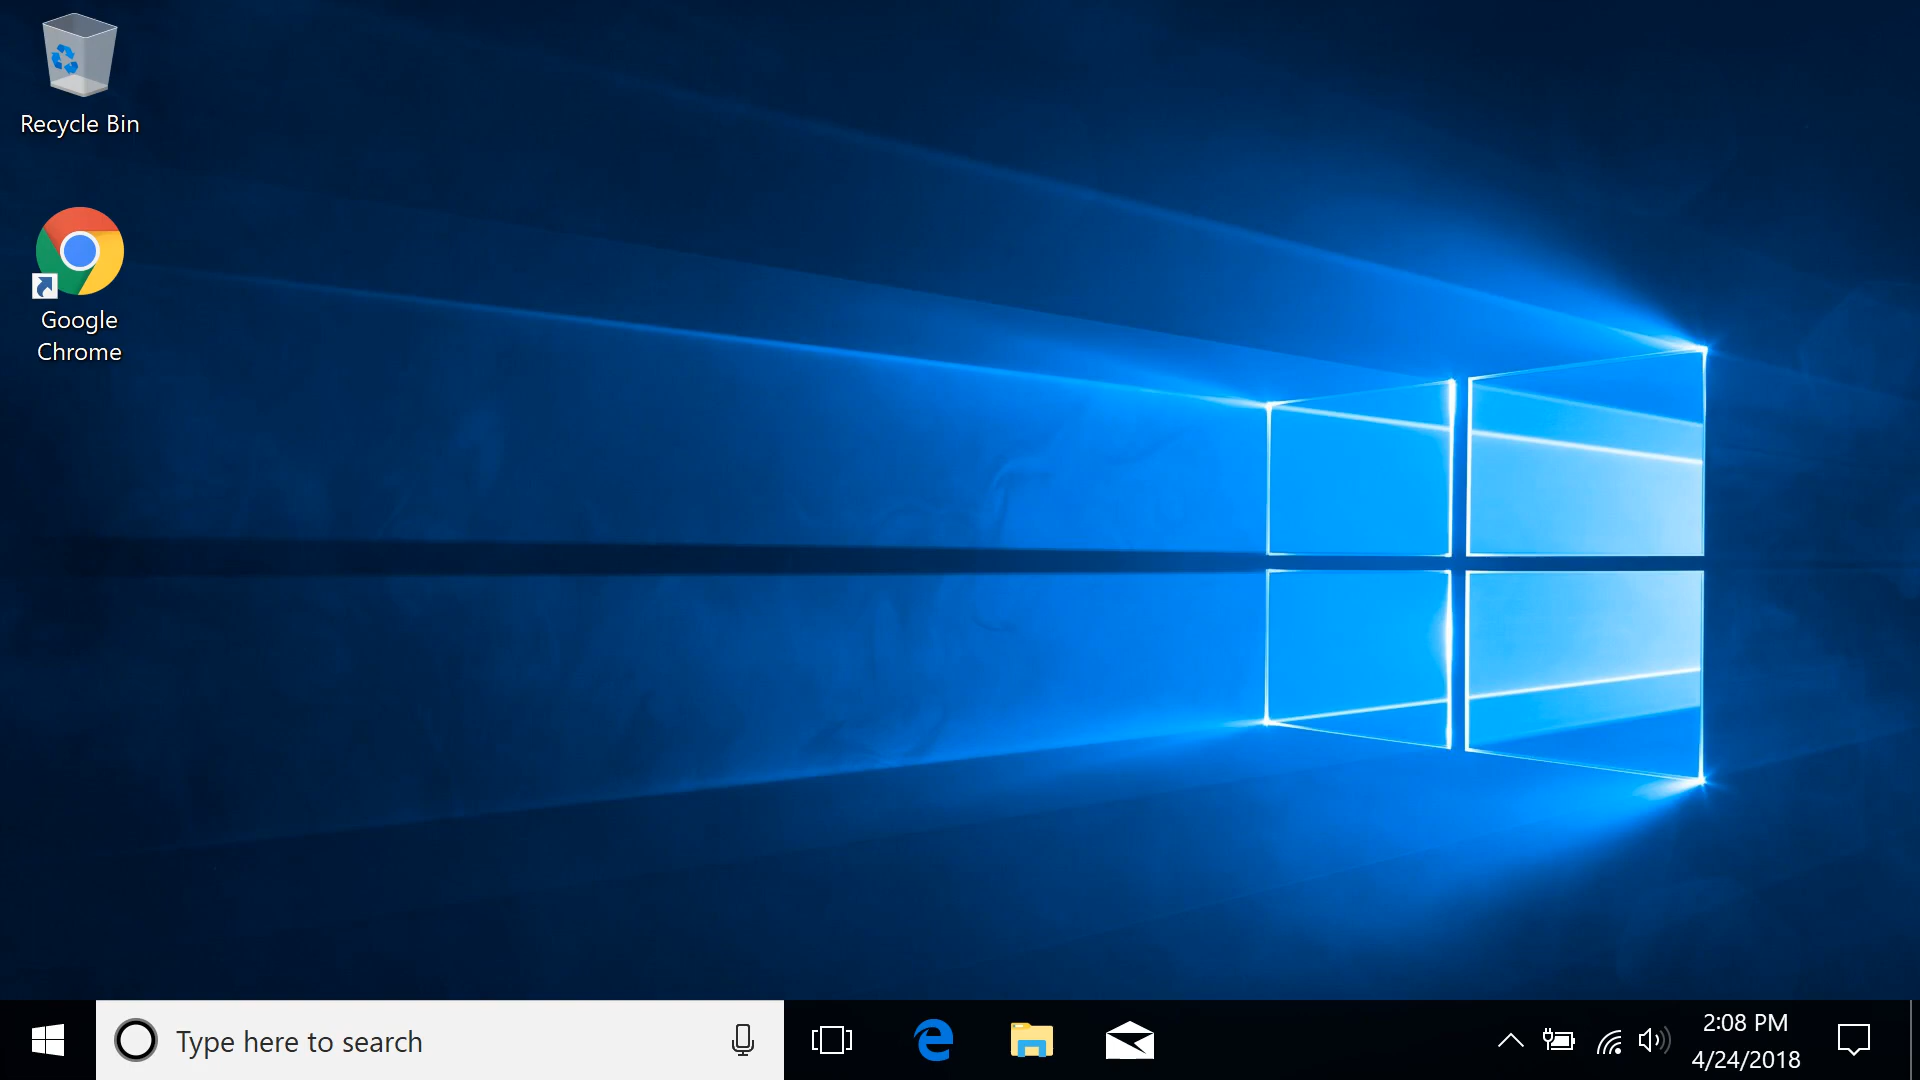 Recycle Bin
Google
Chrome
Type here to search
2:08 PM
4/24/2018